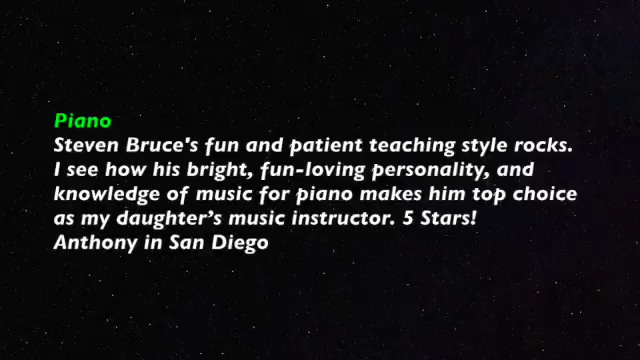 Piano
Steven Bruce's fun and patient teaching style rocks.
I see how his bright, fun-loving personality, and
knowledge of music for piano makes him top choice
as my daughter’s music instructor. 5 Stars!
Anthony in San Diego